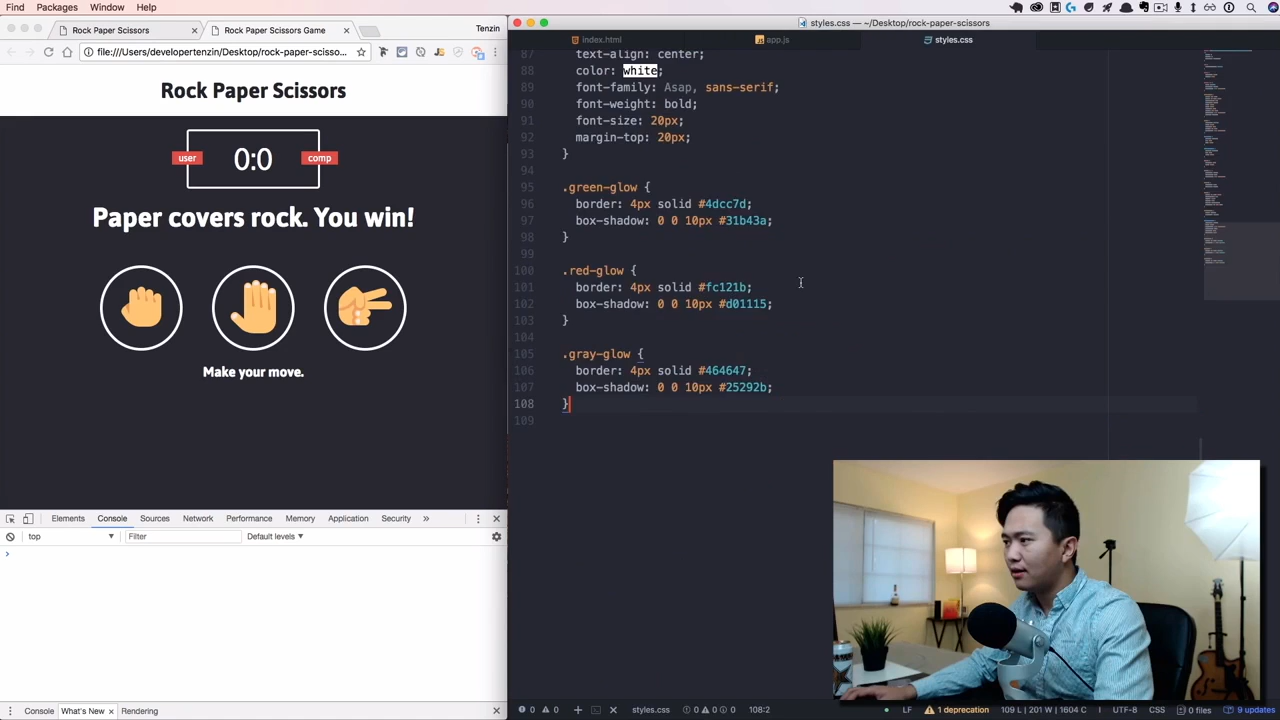 Find Packages Window Help
Rock Paper Scissors
Rock Paper Scissors Game
Tenzin
file:///Users/developertenzin/Desktop/rock-paper-scisso...
Rock Paper Scissors
user
0:0
comp
Paper covers rock. You win!
Make your move.
Elements Console Sources Network Performance Memory Application Security »
top
Filter
Default levels
Console What's New Rendering
styles.css — ~/Desktop/rock-paper-scissors
index.html
app.js
styles.css
87 text-align: center;
88 color: white;
89 font-family: Asap, sans-serif;
90 font-weight: bold;
91 font-size: 20px;
92 margin-top: 20px;
93 }
94
95 .green-glow {
96 border: 4px solid #4dcc7d;
97 box-shadow: 0 0 10px #31b43a;
98 }
99
100 .red-glow {
101 border: 4px solid #fc121b;
102 box-shadow: 0 0 10px #d01115;
103 }
104
105 .gray-glow {
106 border: 4px solid #464647;
107 box-shadow: 0 0 10px #25292b;
108 }
109
0 0 styles.css 0 0 0 108:2 LF 1 deprecation 109 L | 201 W | 1604 C UTF-8 CSS 0 files 9 updates